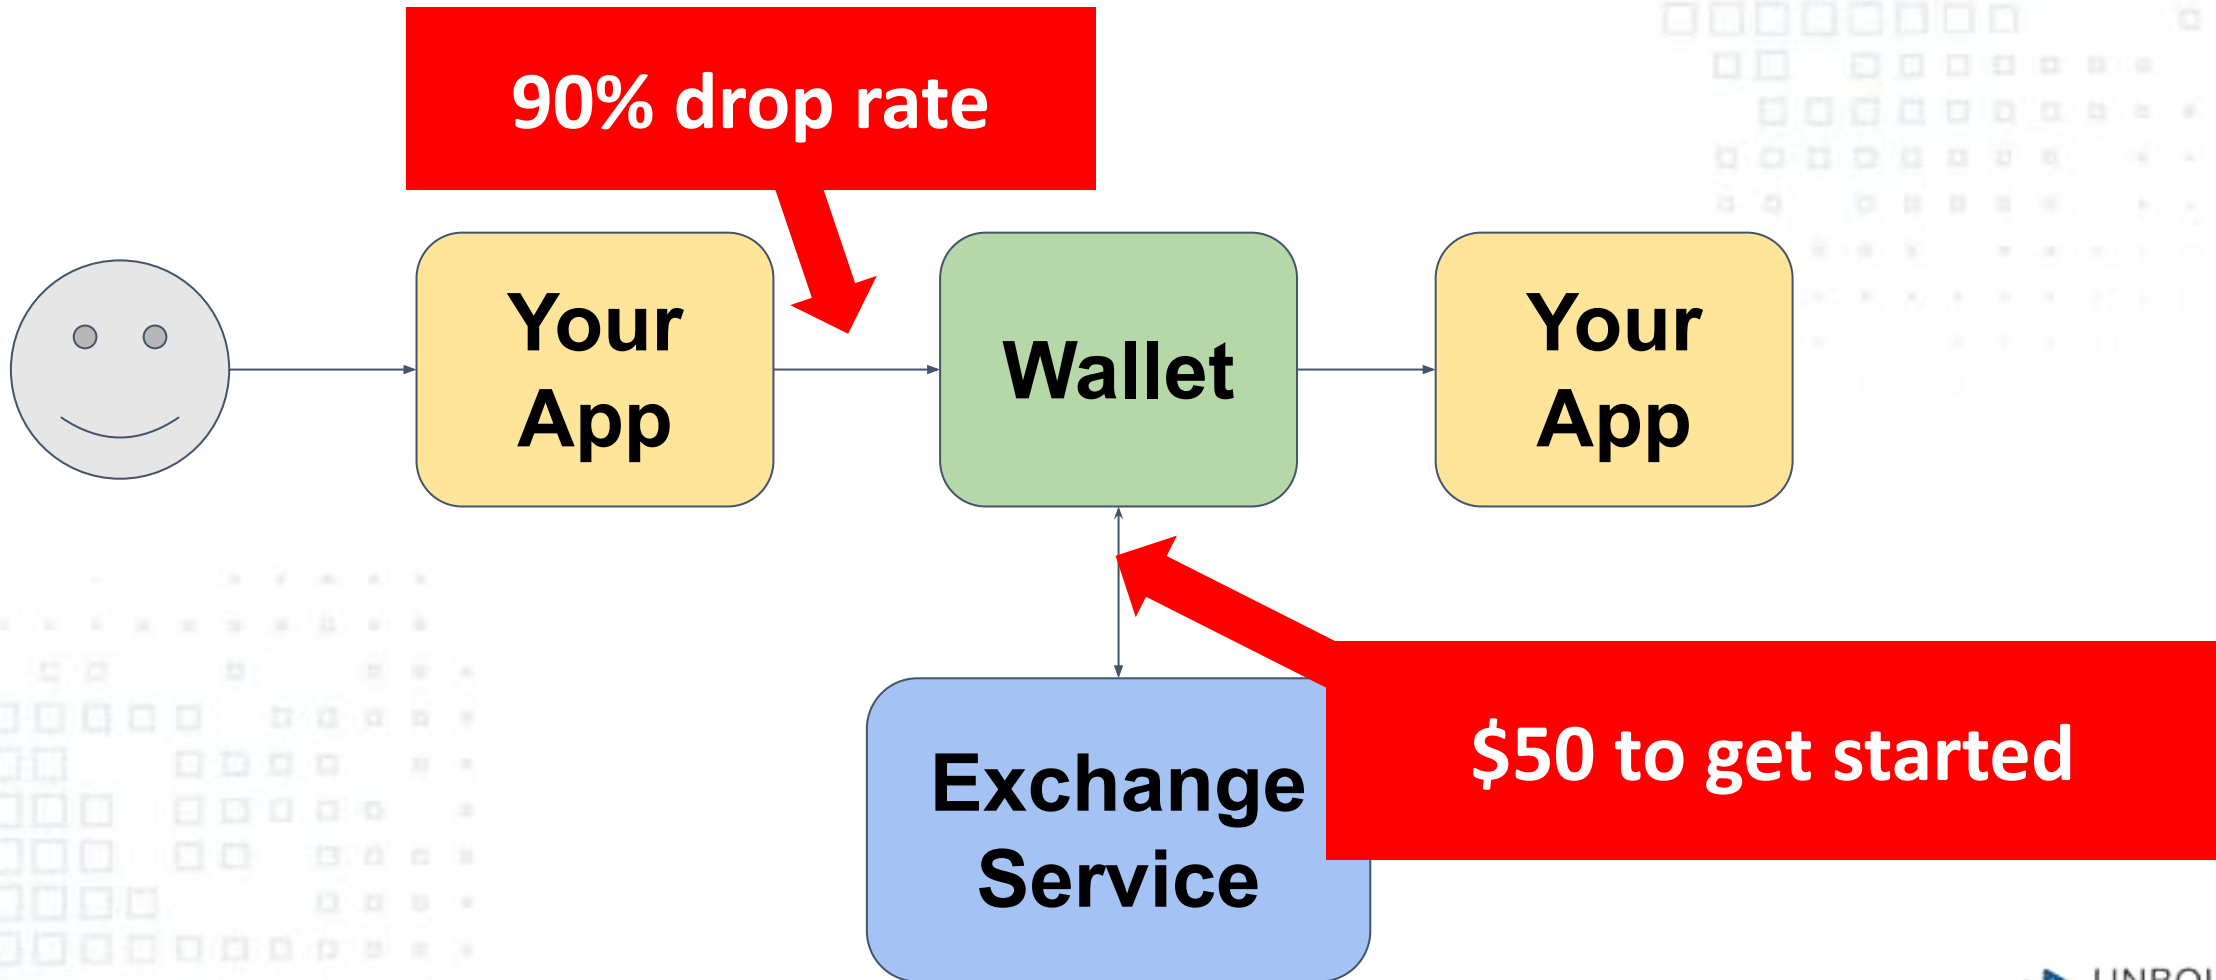 90% drop rate
Your
App
Wallet
Your
App
Exchange
Service
$50 to get started